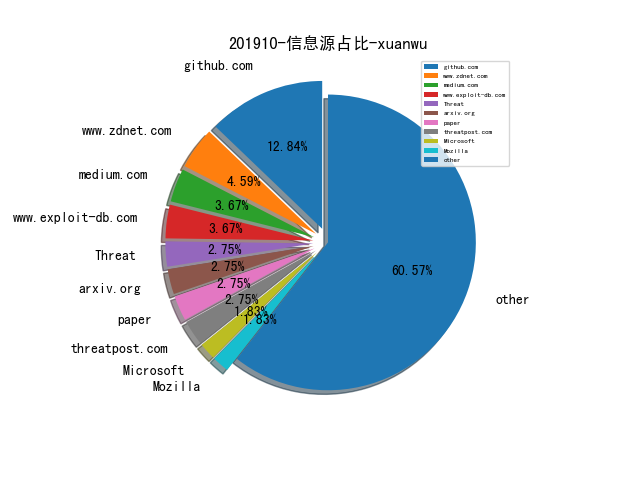 201910-信息源占比-xuanwu
github.com
www.zdnet.com
medium.com
www.exploit-db.com
Threat
arxiv.org
paper
threatpost.com
Microsoft
Mozilla
other
12.84%
4.59%
3.67%
3.67%
2.75%
2.75%
2.75%
2.75%
1.83%
1.83%
60.57%
github.com
www.zdnet.com
medium.com
www.exploit-db.com
Threat
arxiv.org
paper
threatpost.com
Microsoft
Mozilla
other